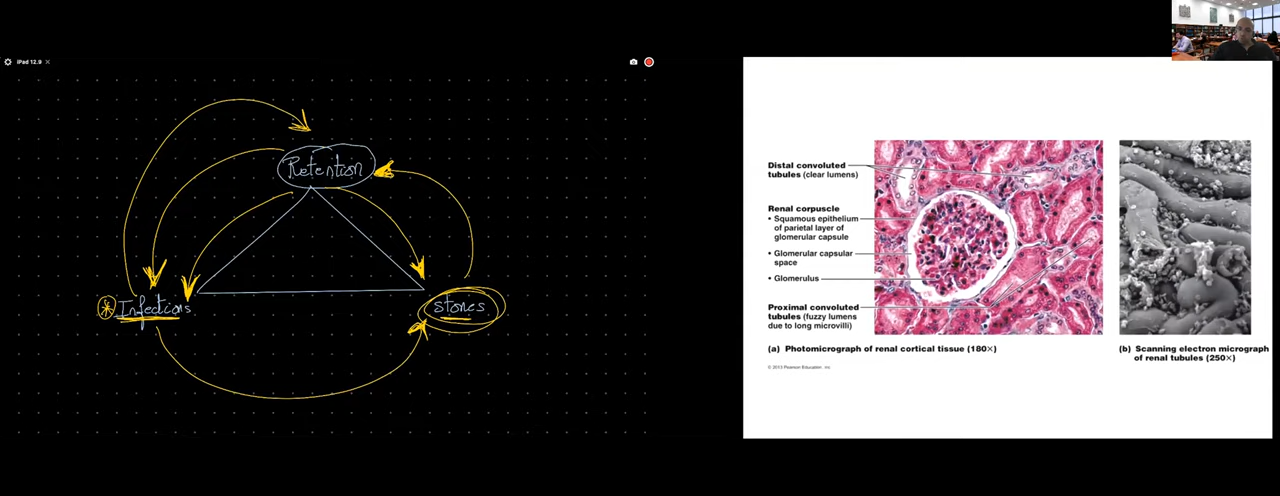 iPad 12.9 ×
Retention
Infections
Stones
Distal convoluted
tubules (clear lumens)
Renal corpuscle
• Squamous epithelium
of parietal layer of
glomerular capsule
• Glomerular capsular
space
• Glomerulus
Proximal convoluted
tubules (fuzzy lumens
due to long microvilli)
(a) Photomicrograph of renal cortical tissue (180×)
(b) Scanning electron micrograph
of renal tubules (250×)
© 2013 Pearson Education, Inc.